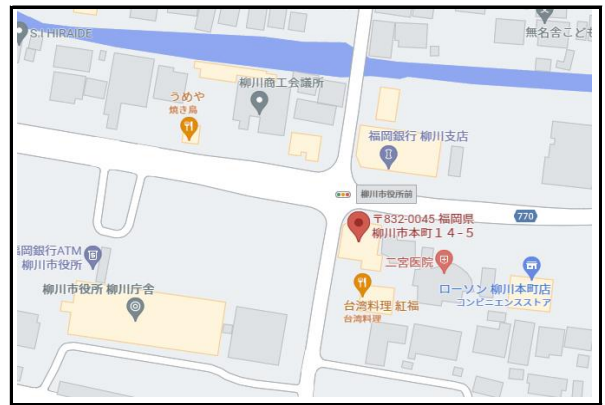 S.I HIRAIDE
無名舎こども
柳川商工会議所
うめや
焼き鳥
福岡銀行 柳川支店
柳川市役所前
〒832-0045 福岡県
柳川市本町14-5
770
二宮医院
岡銀行ATM
柳川市役所
ローソン 柳川本町店
コンビニエンスストア
柳川市役所 柳川庁舎
台湾料理 紅福
台湾料理